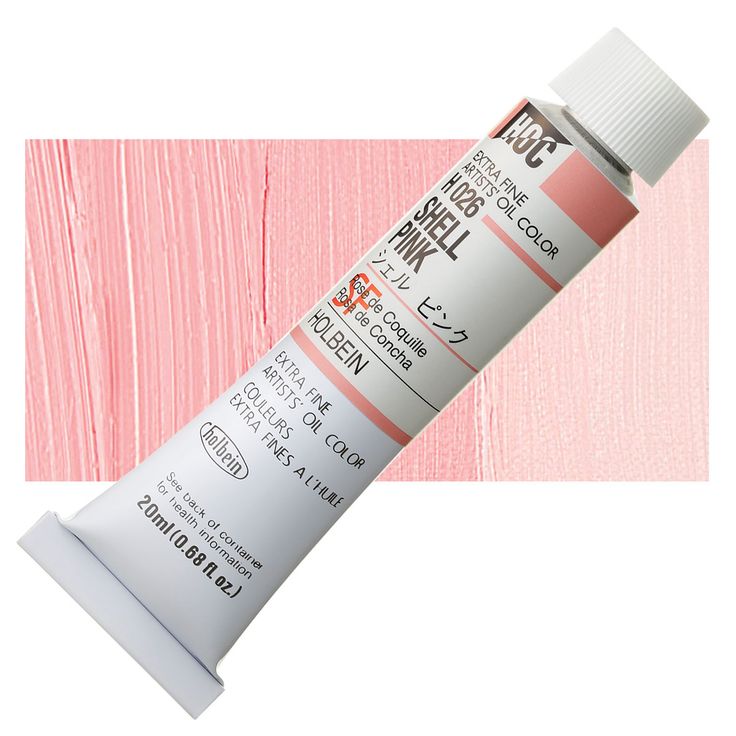 HOC
EXTRA FINE
ARTISTS' OIL COLOR
H 026
SHELL
PINK
シェル ピンク
SF
Rose de Coquille
Rosa de Concha
HOLBEIN
EXTRA FINE
ARTISTS' OIL COLOR
COULEURS
EXTRA FINES A L'HUILE
holbein
See back of container
for health information
20ml (0.68 fl. oz.)